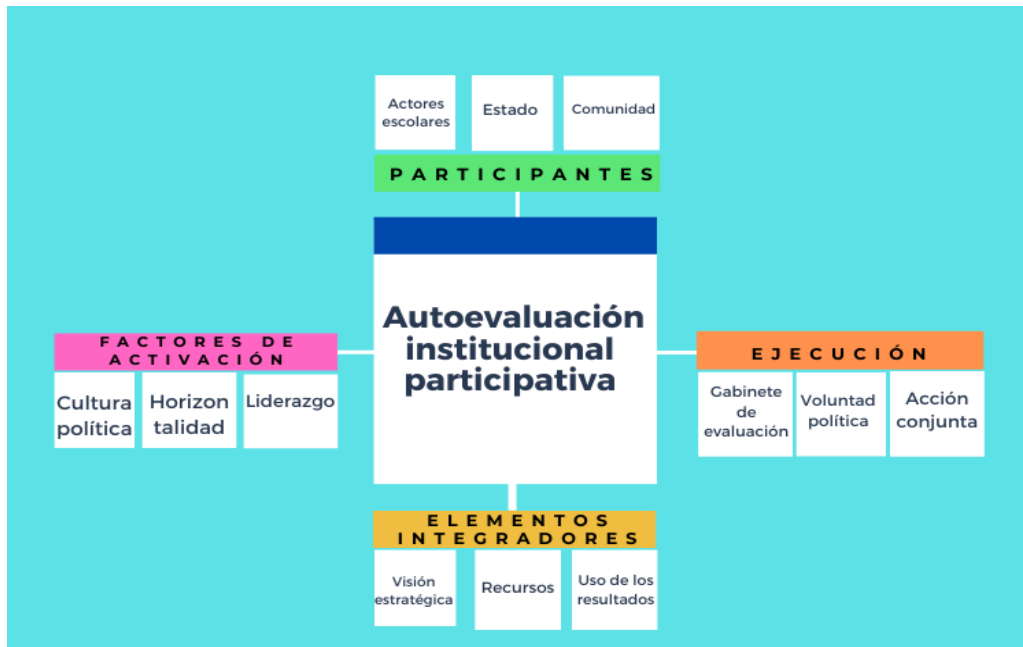 Actores
escolares
Estado
Comunidad
PARTICIPANTES
Autoevaluación
institucional
participativa
FACTORES DE
ACTIVACIÓN
Cultura
política
Horizon
talidad
Liderazgo
EJECUCIÓN
Gabinete
de
evaluación
Voluntad
política
Acción
conjunta
ELEMENTOS
INTEGRADORES
Visión
estratégica
Recursos
Uso de los
resultados